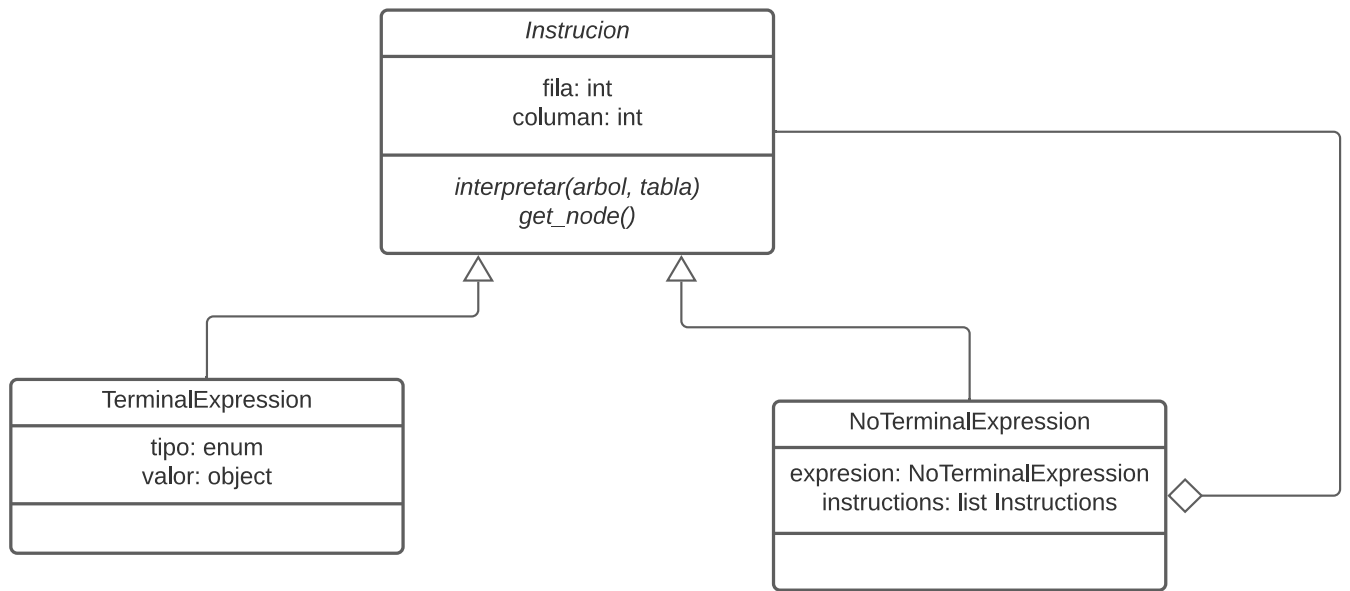 Instrucion
fila: int
columan: int
interpretar(arbol, tabla)
get_node()
TerminalExpression
tipo: enum
valor: object
NoTerminalExpression
expresion: NoTerminalExpression
instructions: list Instructions